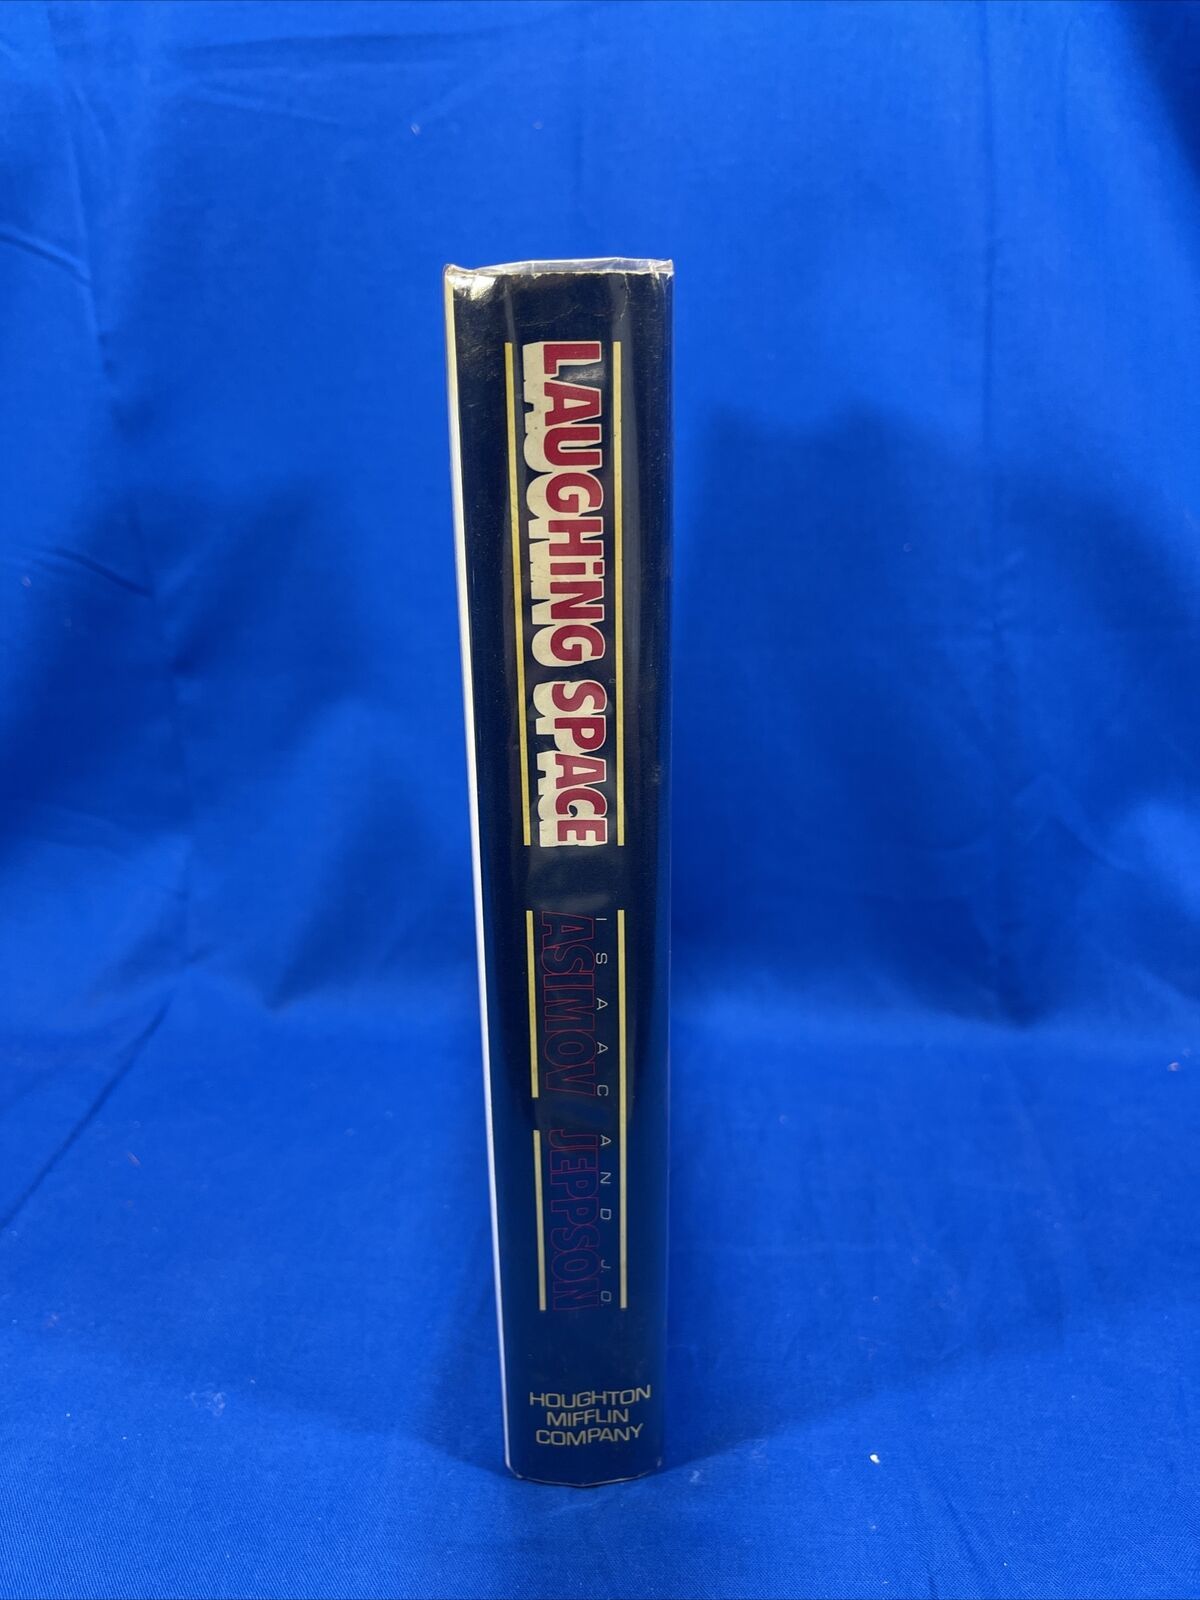 LAUGHiNG SPACE
ISAAC AND J.O.
ASIMOV JEPPSON
HOUGHTON
MIFFLIN
COMPANY